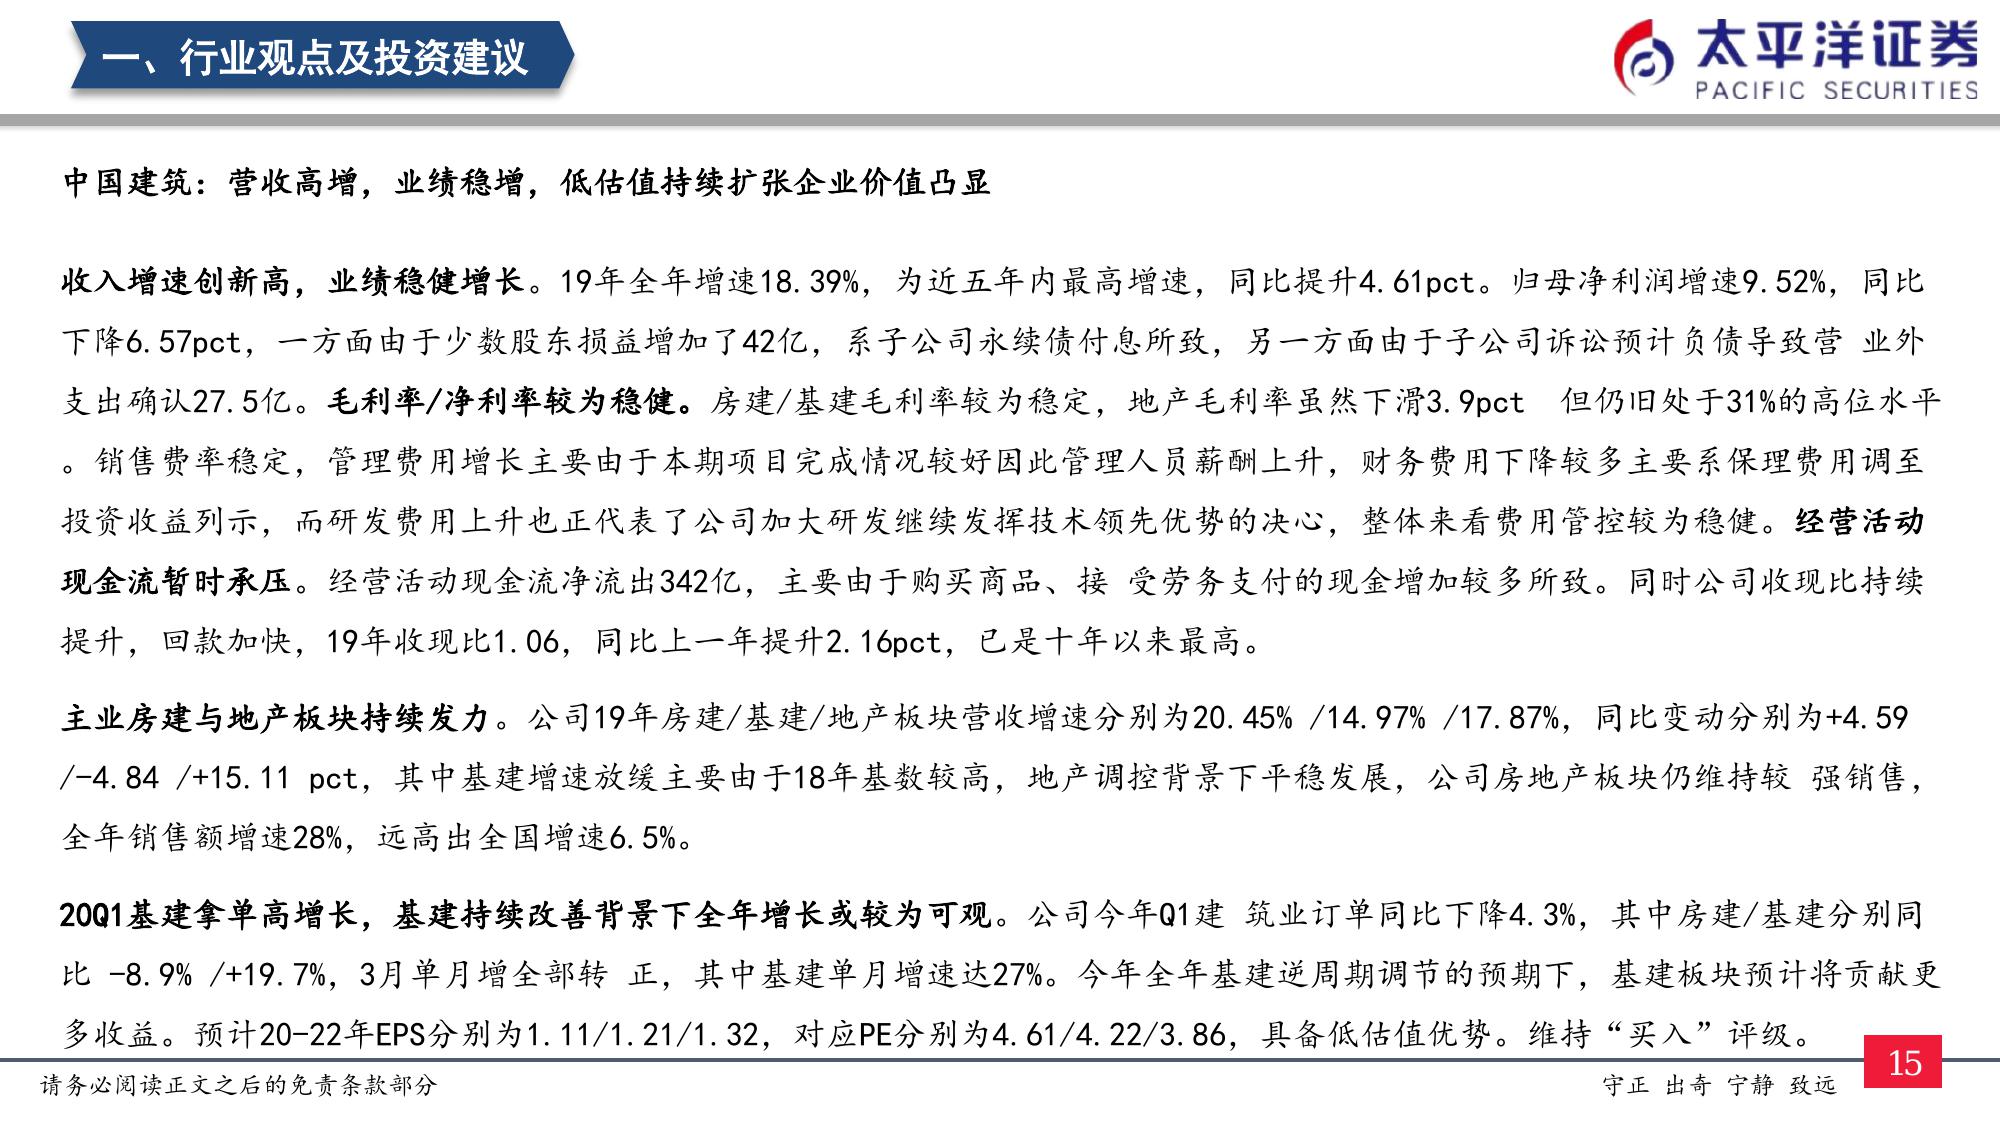 一、行业观点及投资建议
太平洋证券
PACIFIC SECURITIES
中国建筑：营收高增，业绩稳增，低估值持续扩张企业价值凸显
收入增速创新高，业绩稳健增长。19年全年增速18.39%，为近五年内最高增速，同比提升4.61pct。归母净利润增速9.52%，同比
下降6.57pct，一方面由于少数股东损益增加了42亿，系子公司永续债付息所致，另一方面由于子公司诉讼预计负债导致营 业外
支出确认27.5亿。毛利率/净利率较为稳健。房建/基建毛利率较为稳定，地产毛利率虽然下滑3.9pct  但仍旧处于31%的高位水平
。销售费率稳定，管理费用增长主要由于本期项目完成情况较好因此管理人员薪酬上升，财务费用下降较多主要系保理费用调至
投资收益列示，而研发费用上升也正代表了公司加大研发继续发挥技术领先优势的决心，整体来看费用管控较为稳健。经营活动
现金流暂时承压。经营活动现金流净流出342亿，主要由于购买商品、接 受劳务支付的现金增加较多所致。同时公司收现比持续
提升，回款加快，19年收现比1.06，同比上一年提升2.16pct，已是十年以来最高。
主业房建与地产板块持续发力。公司19年房建/基建/地产板块营收增速分别为20.45% /14.97% /17.87%，同比变动分别为+4.59
/-4.84 /+15.11 pct，其中基建增速放缓主要由于18年基数较高，地产调控背景下平稳发展，公司房地产板块仍维持较 强销售，
全年销售额增速28%，远高出全国增速6.5%。
20Q1基建拿单高增长，基建持续改善背景下全年增长或较为可观。公司今年Q1建 筑业订单同比下降4.3%，其中房建/基建分别同
比 -8.9% /+19.7%，3月单月增全部转 正，其中基建单月增速达27%。今年全年基建逆周期调节的预期下，基建板块预计将贡献更
多收益。预计20-22年EPS分别为1.11/1.21/1.32，对应PE分别为4.61/4.22/3.86，具备低估值优势。维持“买入”评级。
请务必阅读正文之后的免责条款部分
守正 出奇 宁静 致远
15